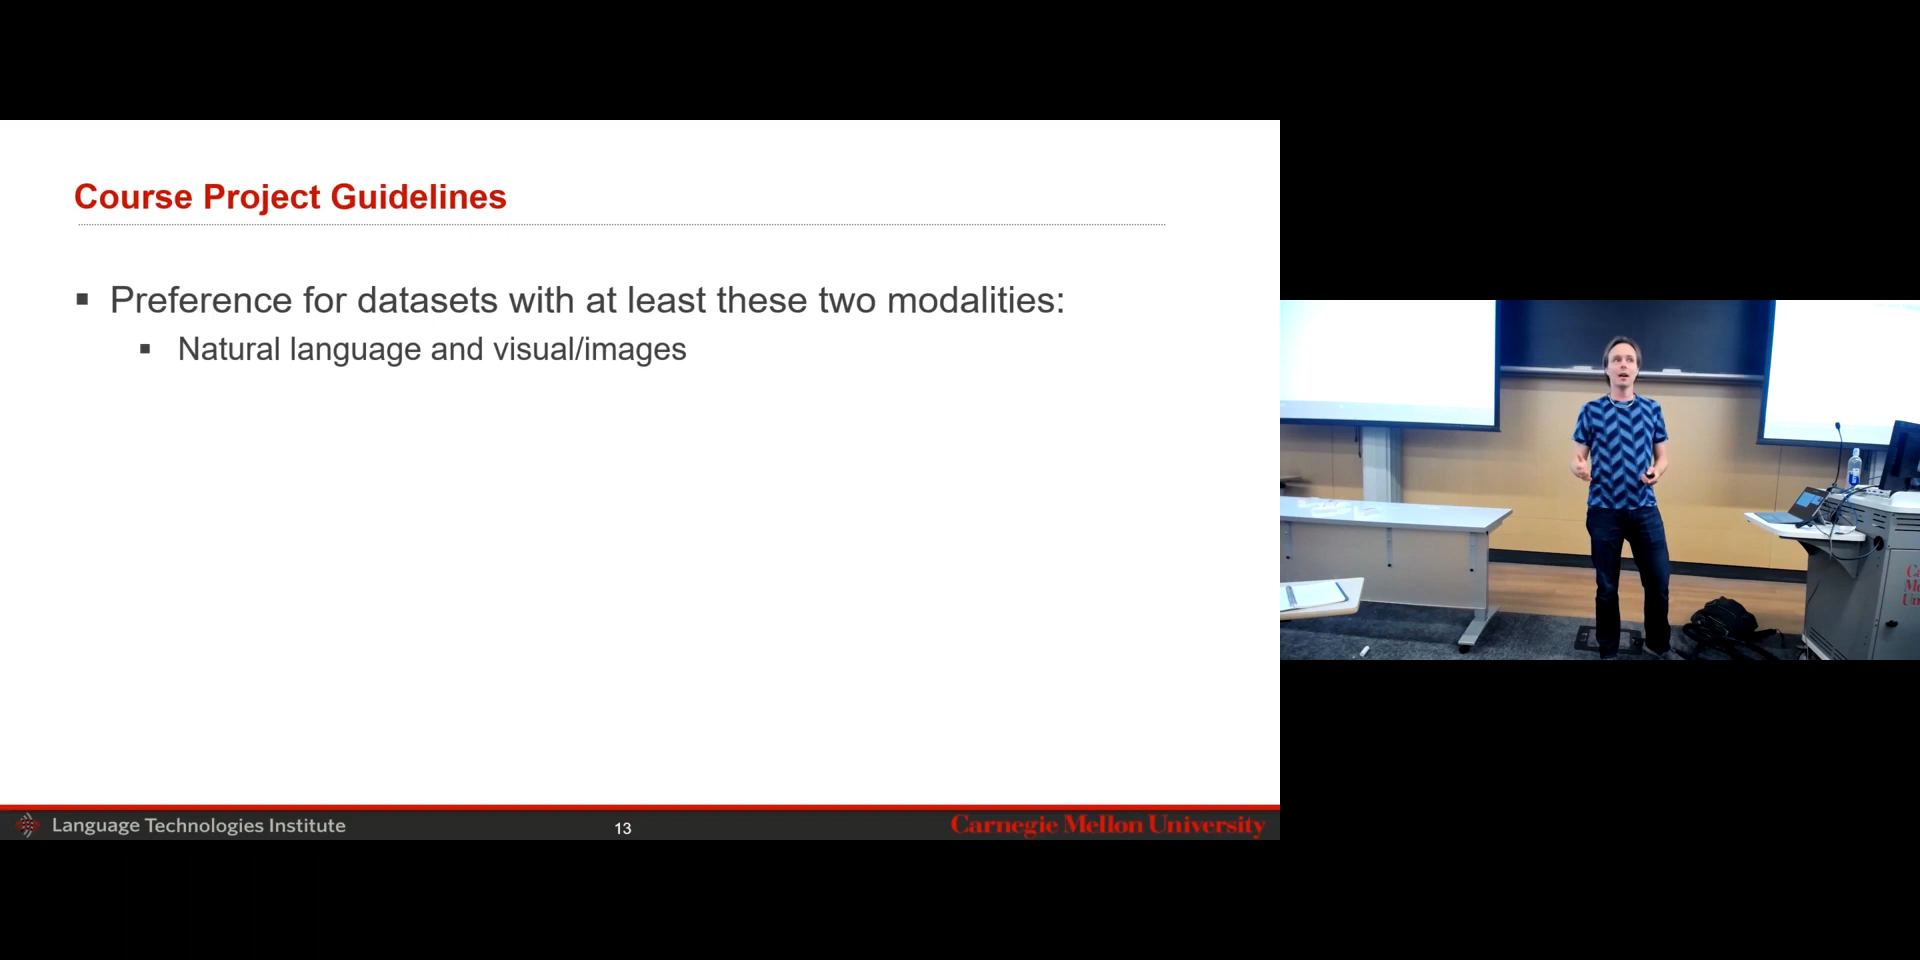 Course Project Guidelines
Preference for datasets with at least these two modalities:
Natural language and visual/images
Language Technologies Institute
13
Carnegie Mellon University